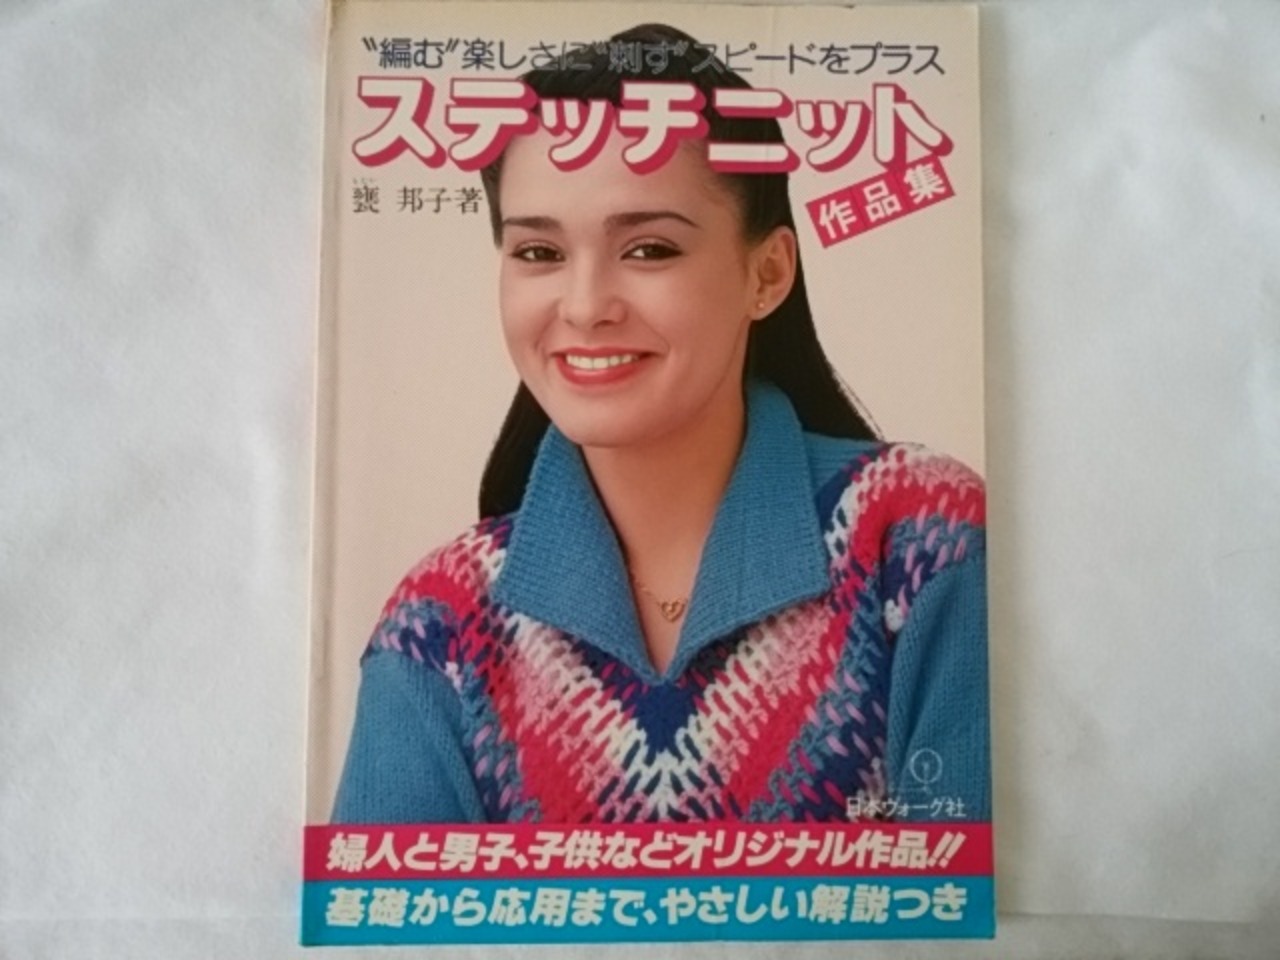 "編む"楽しさに"刺す"スピードをプラス
ステッチニット
作品集
甕 邦子著
日本ヴォーグ社
婦人と男子、子供などオリジナル作品!!
基礎から応用まで、やさしい解説つき